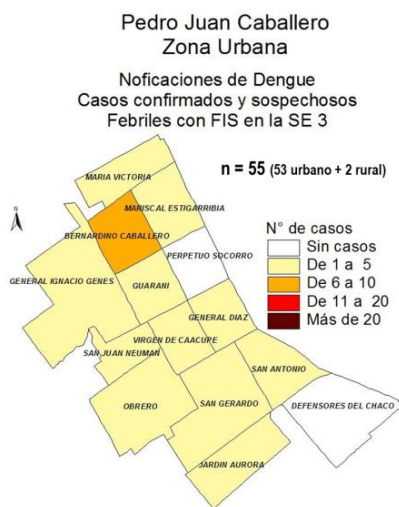 Pedro Juan Caballero
Zona Urbana
Noficaciones de Dengue
Casos confirmados y sospechosos
Febriles con FIS en la SE 3
n = 55 (53 urbano + 2 rural)
MARIA VICTORIA
MARISCAL ESTIGARRIBIA
N
BERNARDINO CABALLERO
PERPETUO SOCORRO
GENERAL IGNACIO GENES
GUARANI
GENERAL DIAZ
VIRGEN DE CAACUPE
SAN JUAN NEUMAN
SAN ANTONIO
OBRERO
SAN GERARDO
DEFENSORES DEL CHACO
JARDIN AURORA
N° de casos
Sin casos
De 1 a 5
De 6 a 10
De 11 a 20
Más de 20